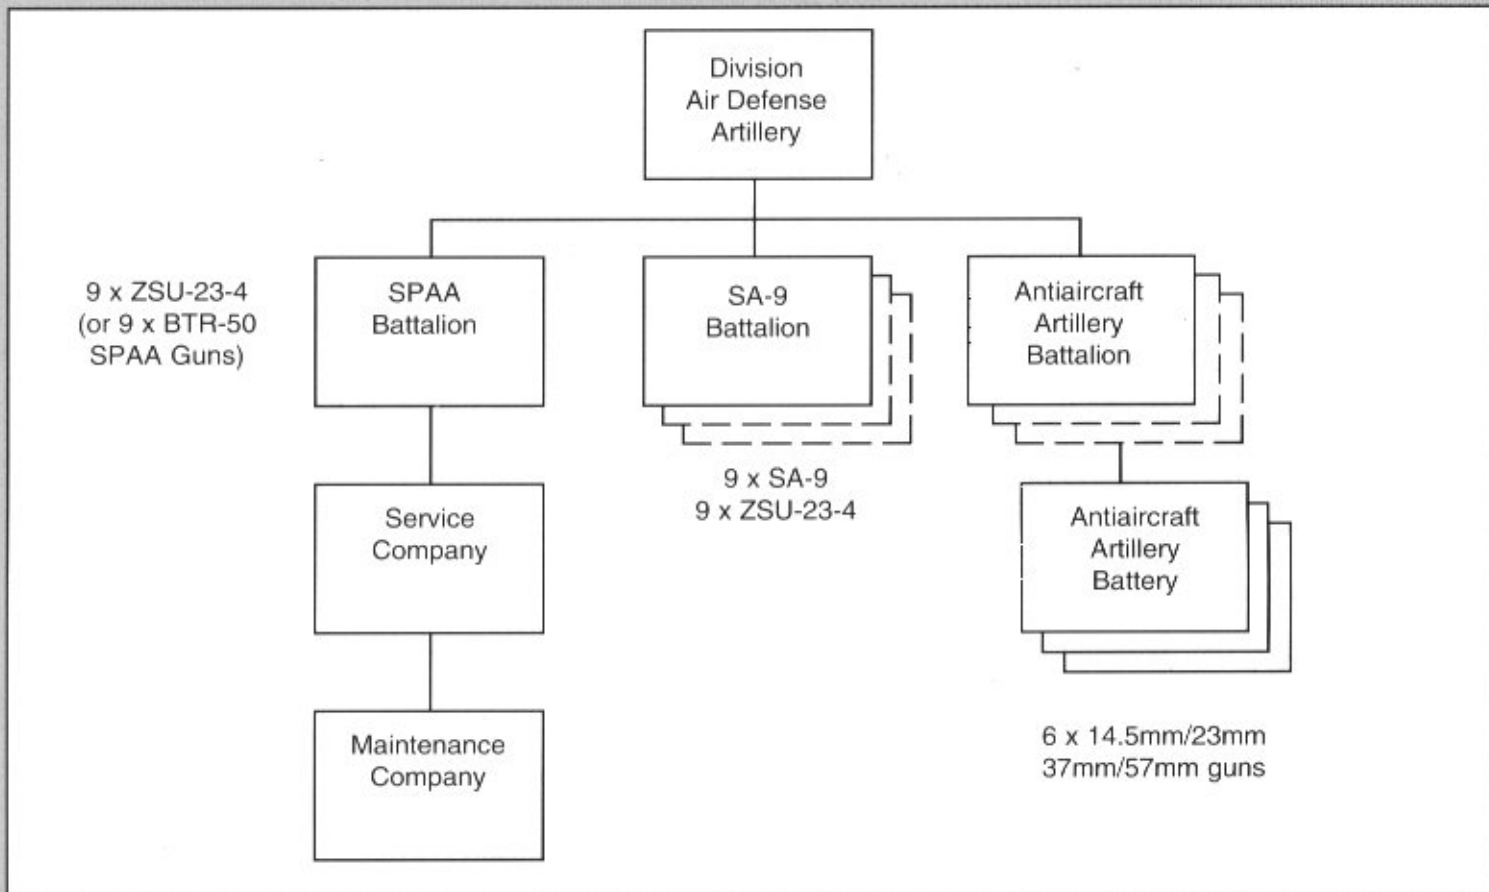 Division
Air Defense
Artillery
9 x ZSU-23-4
(or 9 x BTR-50
SPAA Guns)
SPAA
Battalion
SA-9
Battalion
Antiaircraft
Artillery
Battalion
9 x SA-9
9 x ZSU-23-4
Service
Company
Antiaircraft
Artillery
Battery
Maintenance
Company
6 x 14.5mm/23mm
37mm/57mm guns